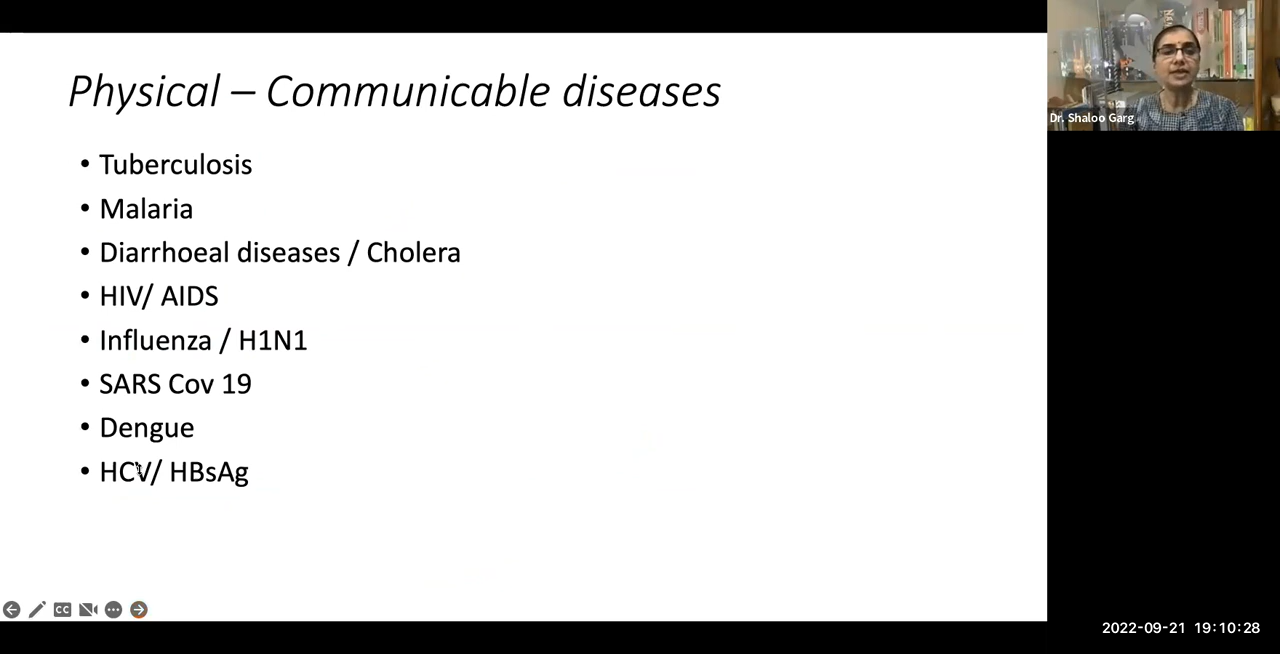 Physical – Communicable diseases
• Tuberculosis
• Malaria
• Diarrhoeal diseases / Cholera
• HIV/ AIDS
• Influenza / H1N1
• SARS Cov 19
• Dengue
• HCV/ HBsAg
CC
Dr. Shaloo Garg
2022-09-21 19:10:28